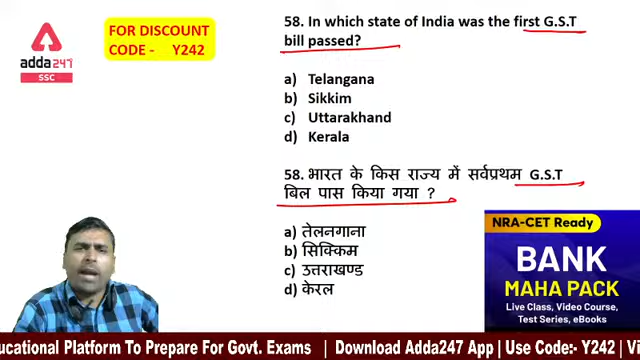 adda247
SSC
FOR DISCOUNT
CODE - Y242
58. In which state of India was the first G.S.T
bill passed?
a) Telangana
b) Sikkim
c) Uttarakhand
d) Kerala
58. भारत के किस राज्य में सर्वप्रथम G.S.T
बिल पास किया गया ?
a) तेलनगाना
b) सिक्किम
c) उत्तराखण्ड
d) केरल
NRA-CET Ready
BANK
MAHA PACK
Live Class, Video Course,
Test Series, eBooks
ucational Platform To Prepare For Govt. Exams | Download Adda247 App | Use Code:- Y242 | Vi